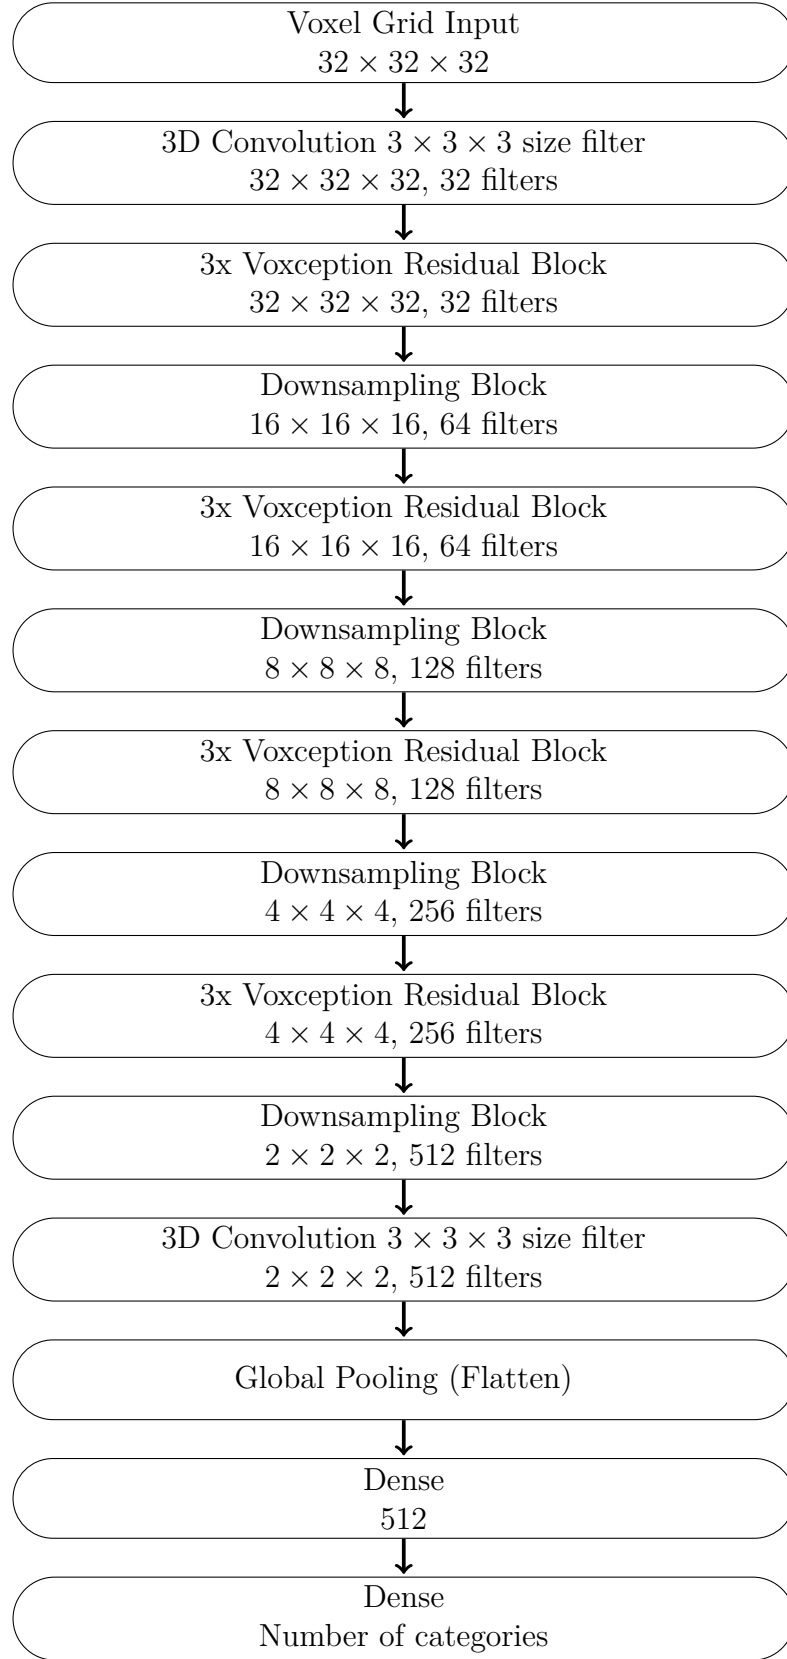 Voxel Grid Input
32 × 32 × 32
3D Convolution 3 × 3 × 3 size filter
32 × 32 × 32, 32 filters
3x Voxception Residual Block
32 × 32 × 32, 32 filters
Downsampling Block
16 × 16 × 16, 64 filters
3x Voxception Residual Block
16 × 16 × 16, 64 filters
Downsampling Block
8 × 8 × 8, 128 filters
3x Voxception Residual Block
8 × 8 × 8, 128 filters
Downsampling Block
4 × 4 × 4, 256 filters
3x Voxception Residual Block
4 × 4 × 4, 256 filters
Downsampling Block
2 × 2 × 2, 512 filters
3D Convolution 3 × 3 × 3 size filter
2 × 2 × 2, 512 filters
Global Pooling (Flatten)
Dense
512
Dense
Number of categories